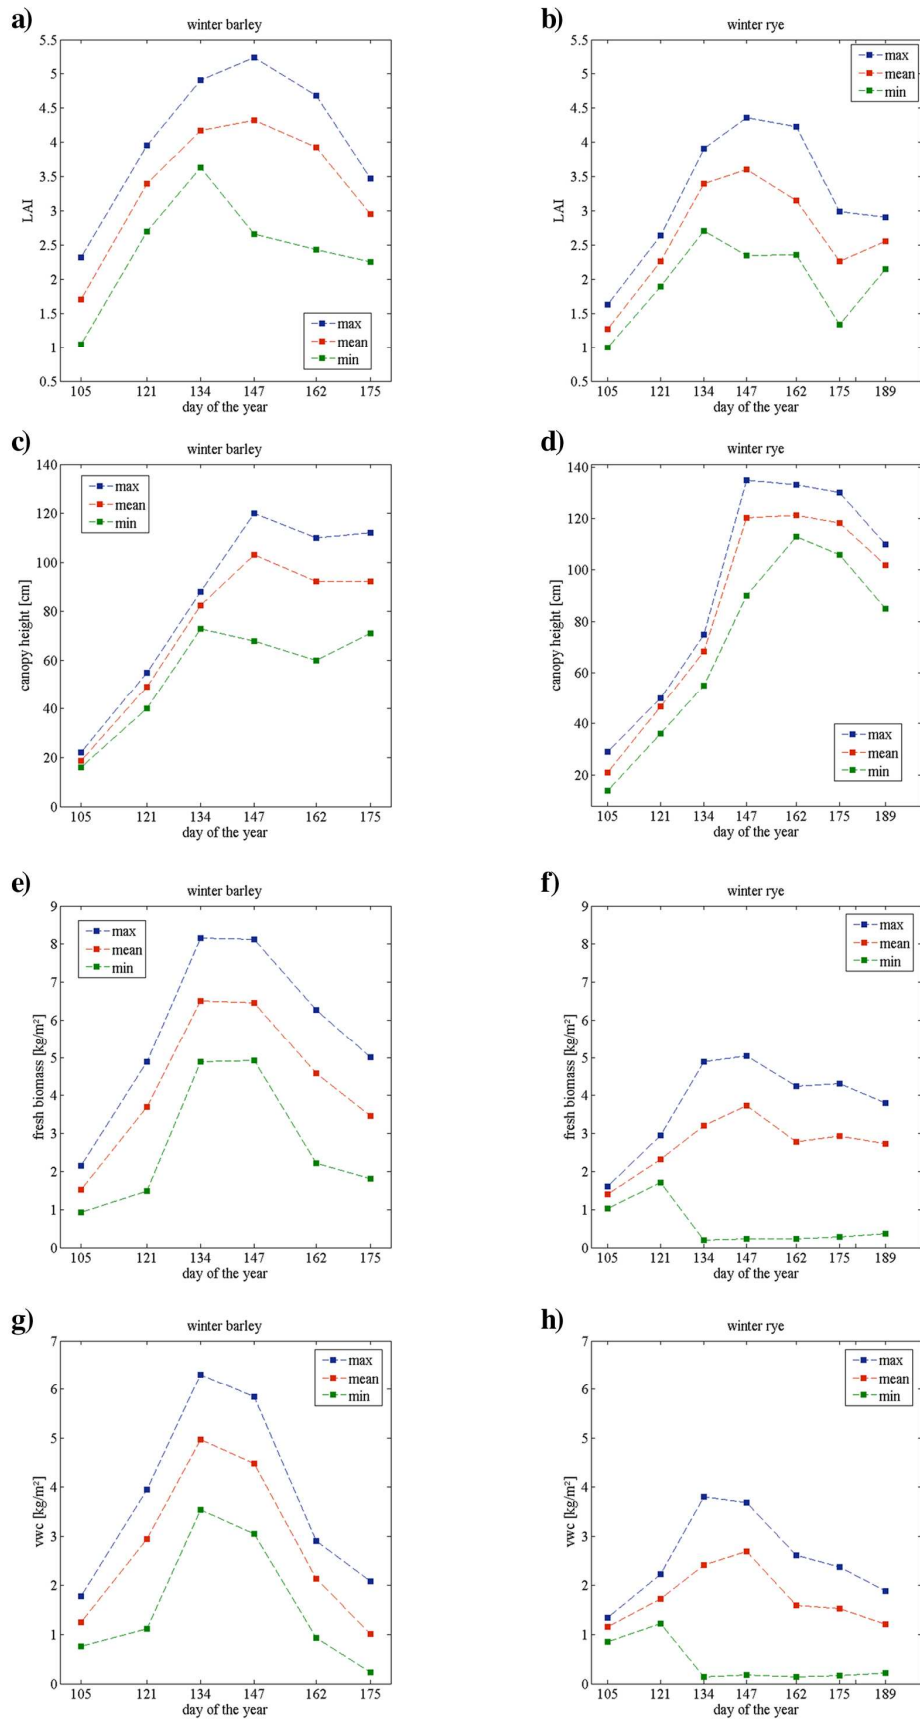 a)
winter barley
5.5
5
4.5
4
3.5
3
2.5
2
1.5
1
0.5
LAI
max
mean
min
105 121 134 147 162 175
day of the year
b)
winter rye
5.5
5
4.5
4
3.5
3
2.5
2
1.5
1
0.5
LAI
max
mean
min
105 121 134 147 162 175 189
day of the year
c)
winter barley
140
120
100
80
60
40
20
0
canopy height [cm]
max
mean
min
105 121 134 147 162 175
day of the year
d)
winter rye
140
120
100
80
60
40
20
canopy height [cm]
max
mean
min
105 121 134 147 162 175 189
day of the year
e)
winter barley
9
8
7
6
5
4
3
2
1
0
fresh biomass [kg/m²]
max
mean
min
105 121 134 147 162 175
day of the year
f)
winter rye
9
8
7
6
5
4
3
2
1
0
fresh biomass [kg/m²]
max
mean
min
105 121 134 147 162 175 189
day of the year
g)
winter barley
7
6
5
4
3
2
1
0
vwc [kg/m²]
max
mean
min
105 121 134 147 162 175
day of the year
h)
winter rye
7
6
5
4
3
2
1
0
vwc [kg/m²]
max
mean
min
105 121 134 147 162 175 189
day of the year